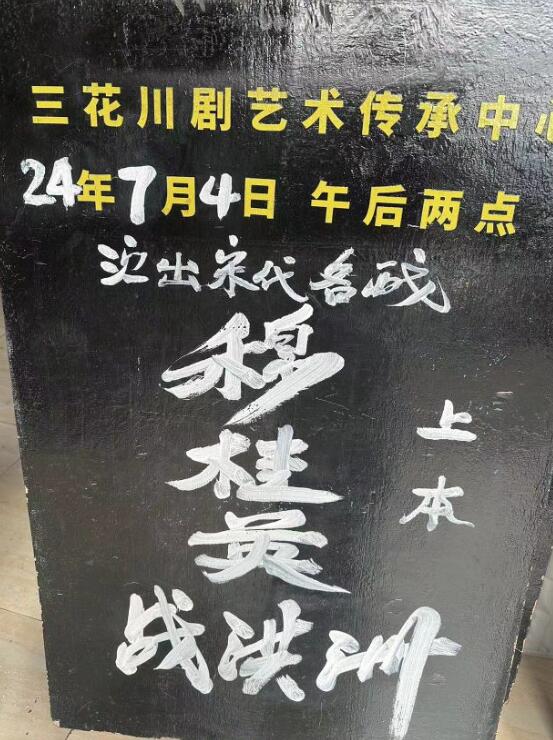 三花川剧艺术传承中心
24年7月4日 午后两点
演出宋代名戏
穆桂英
战洪洲
上本